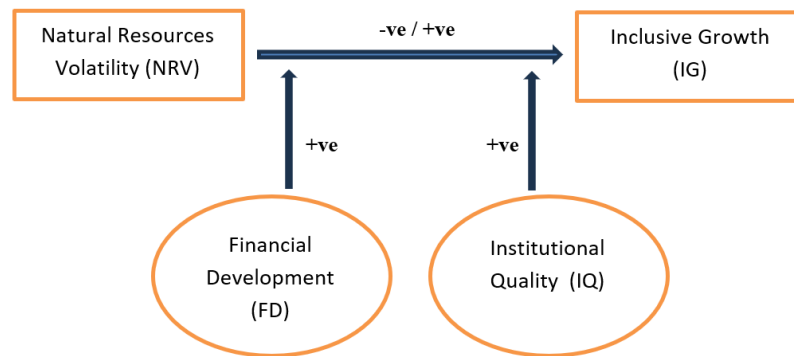 Natural Resources
Volatility (NRV)
-ve / +ve
Inclusive Growth
(IG)
+ve
+ve
Financial
Development
(FD)
Institutional
Quality (IQ)